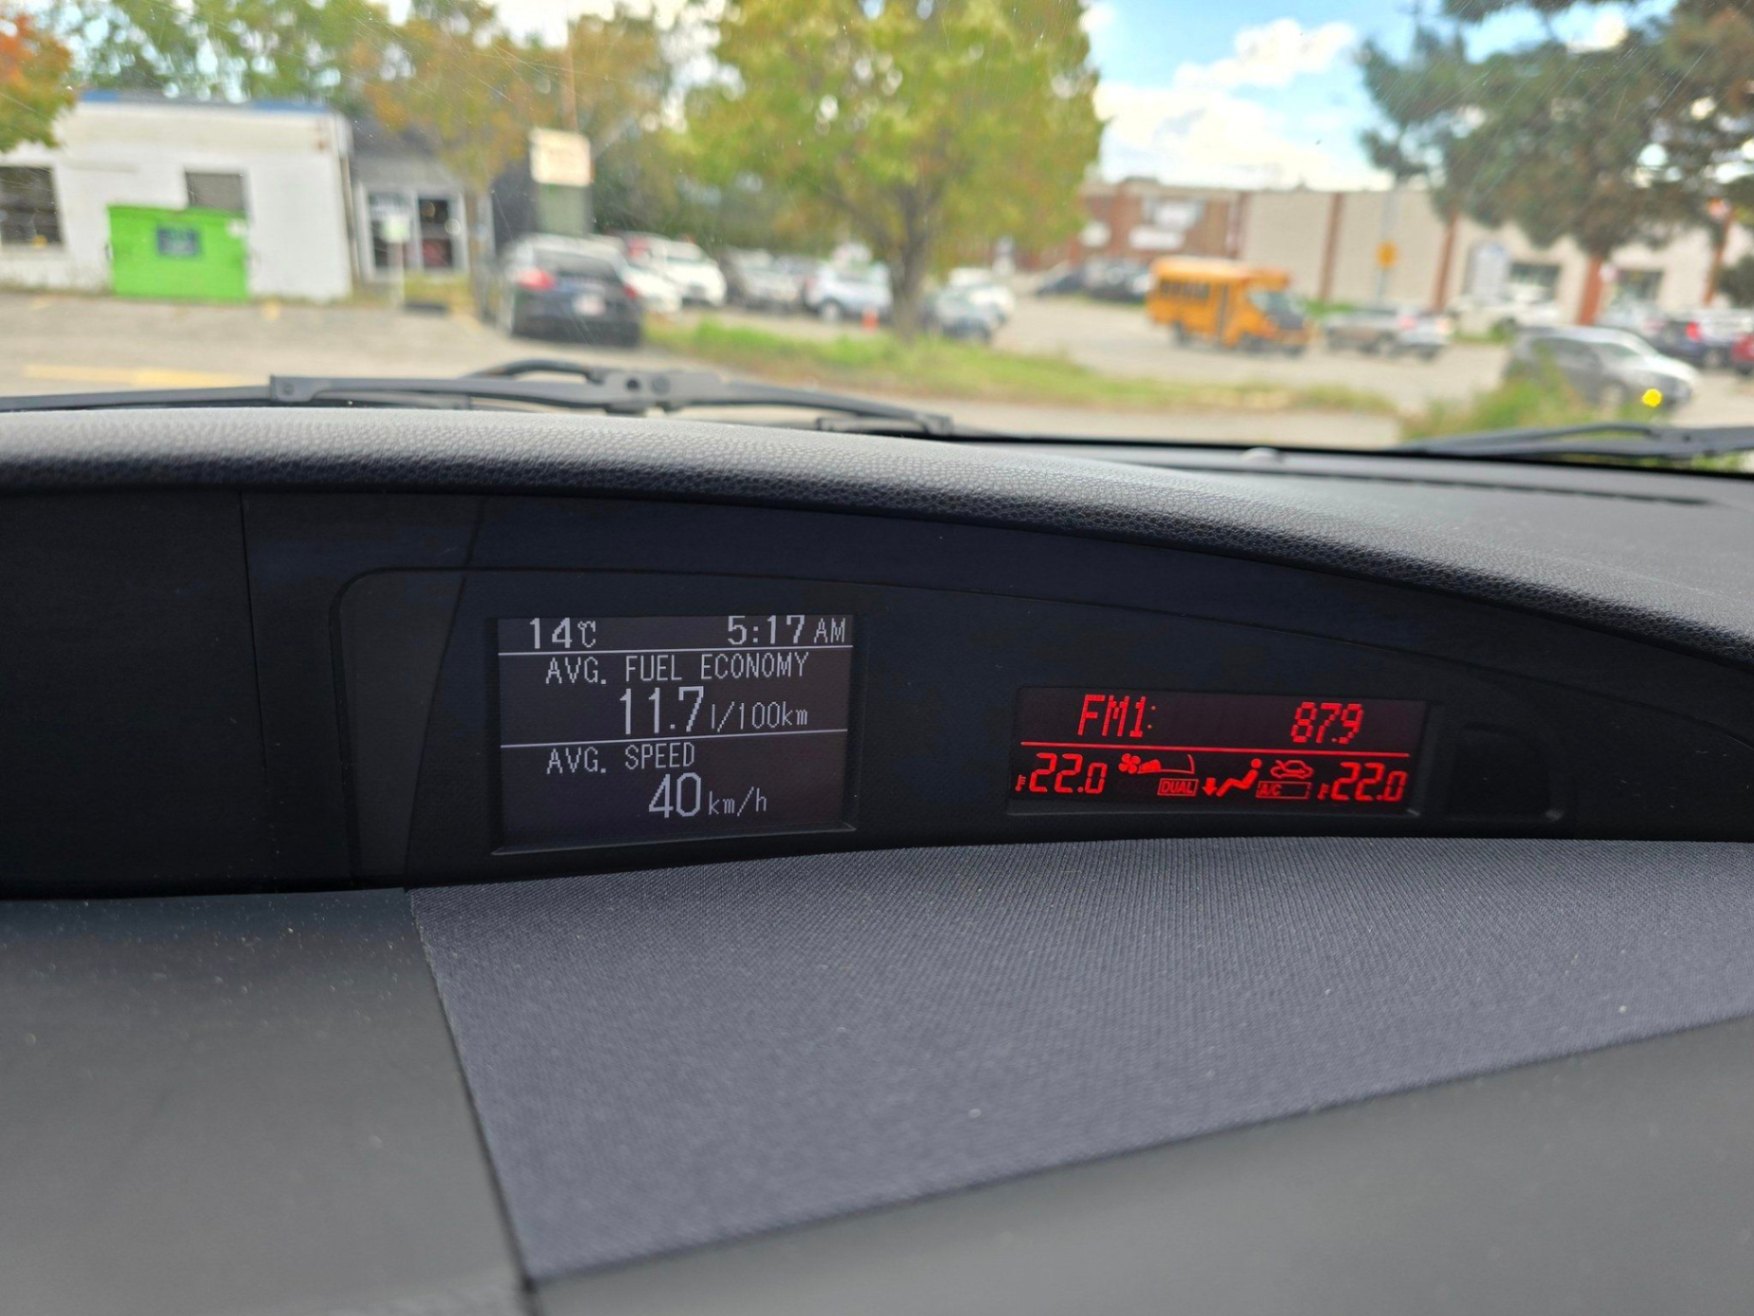 14℃ 5:17 AM
AVG. FUEL ECONOMY
11.7 l/100km
AVG. SPEED
40 km/h
FM1: 87.9
22.0 DUAL A/C 22.0